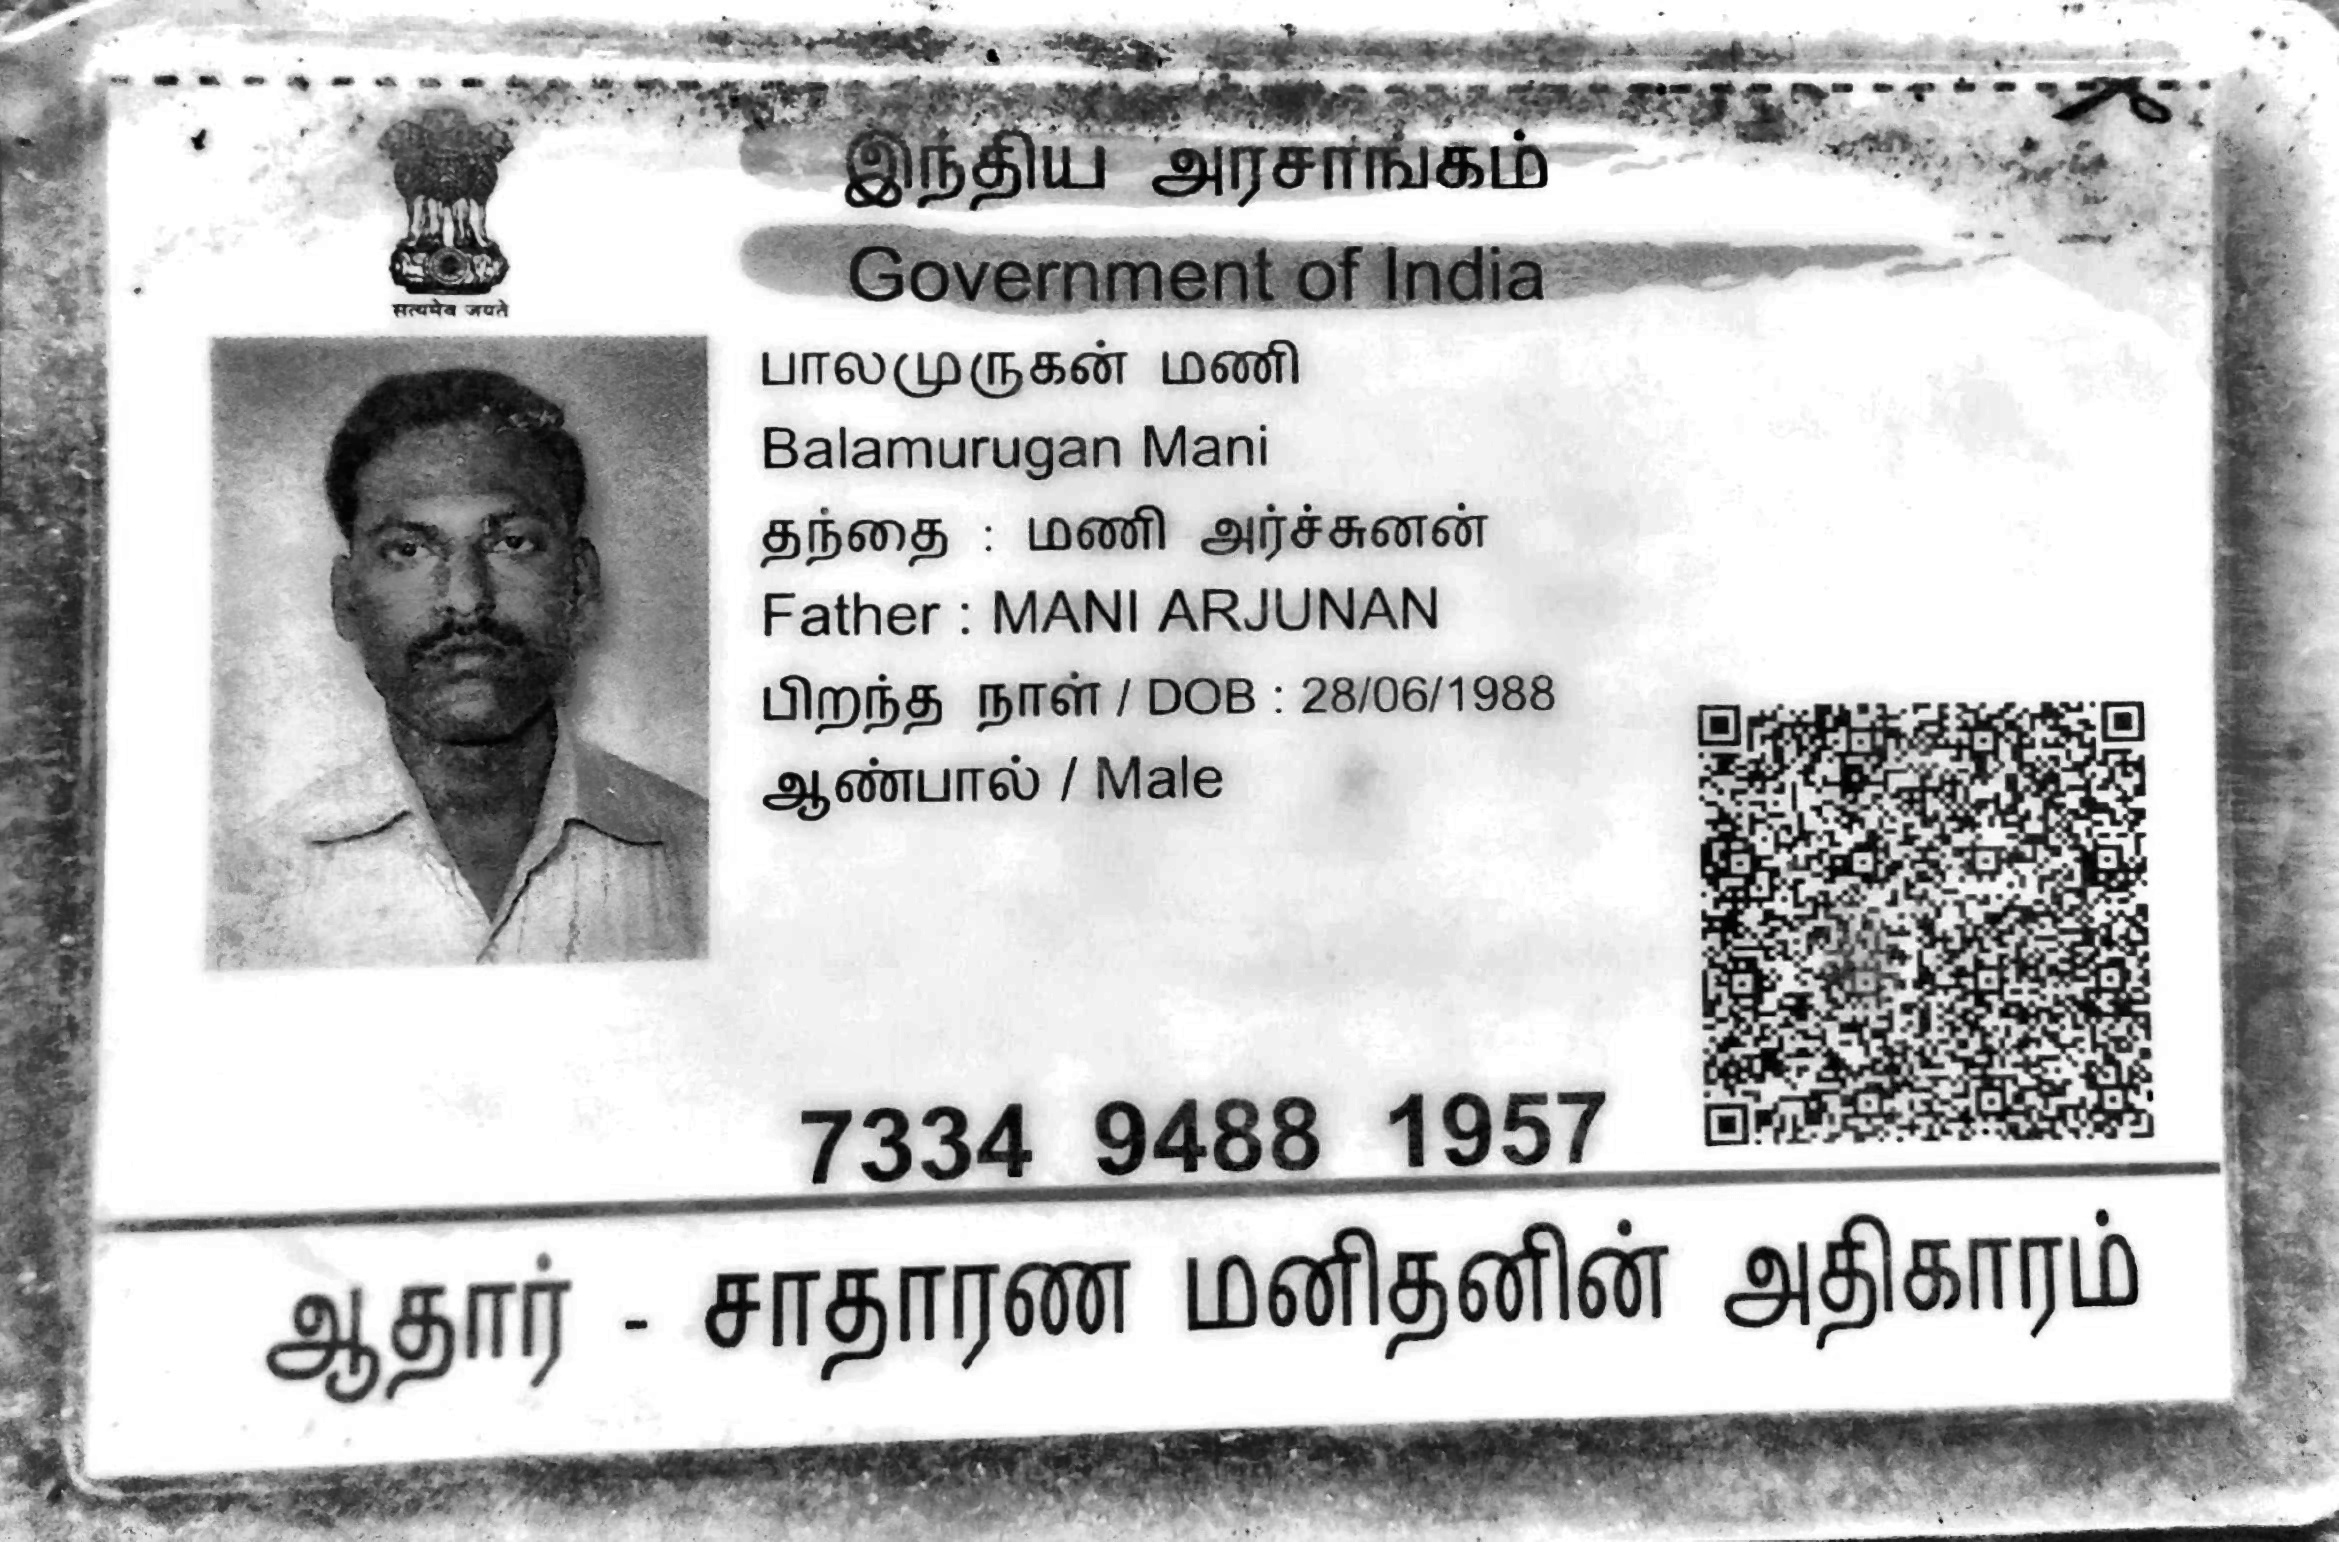 இந்திய அரசாங்கம்
Government of India
सत्यमेव जयते
பாலமுருகன் மணி
Balamurugan Mani
தந்தை : மணி அர்ச்சுனன்
Father : MANI ARJUNAN
பிறந்த நாள் / DOB : 28/06/1988
ஆண்பால் / Male
7334 9488 1957
ஆதார் - சாதாரண மனிதனின் அதிகாரம்